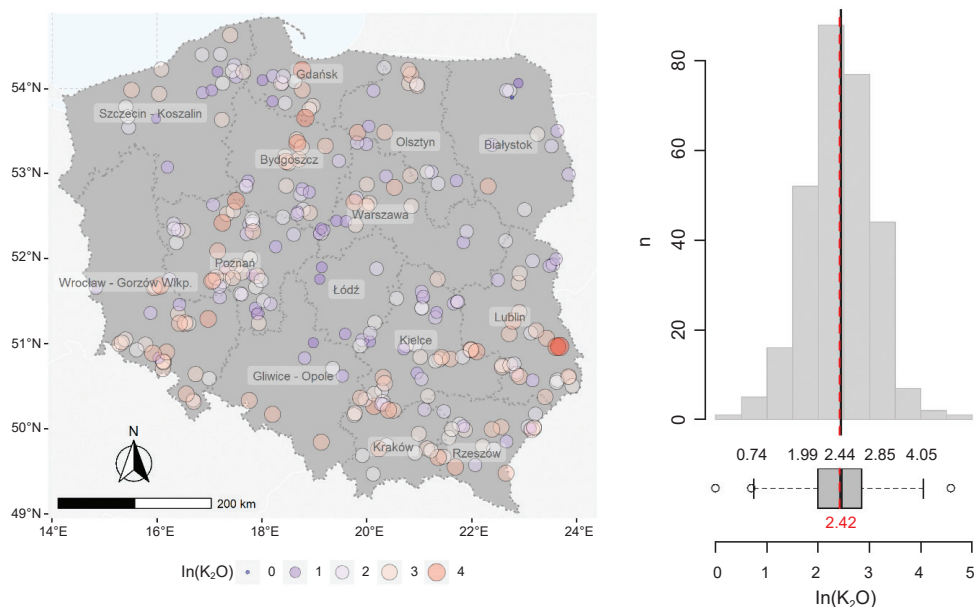 54°N
53°N
52°N
51°N
50°N
49°N
Gdańsk
Szczecin - Koszalin
Olsztyn
Białystok
Bydgoszcz
Warszawa
Poznań
Wrocław - Gorzów Wlkp.
Łódź
Lublin
Kielce
Gliwice - Opole
Kraków
Rzeszów
N
200 km
14°E 16°E 18°E 20°E 22°E 24°E
ln(K₂O) 0 1 2 3 4
n
80
60
40
20
0
0.74 1.99 2.44 2.85 4.05
2.42
0 1 2 3 4 5
ln(K₂O)